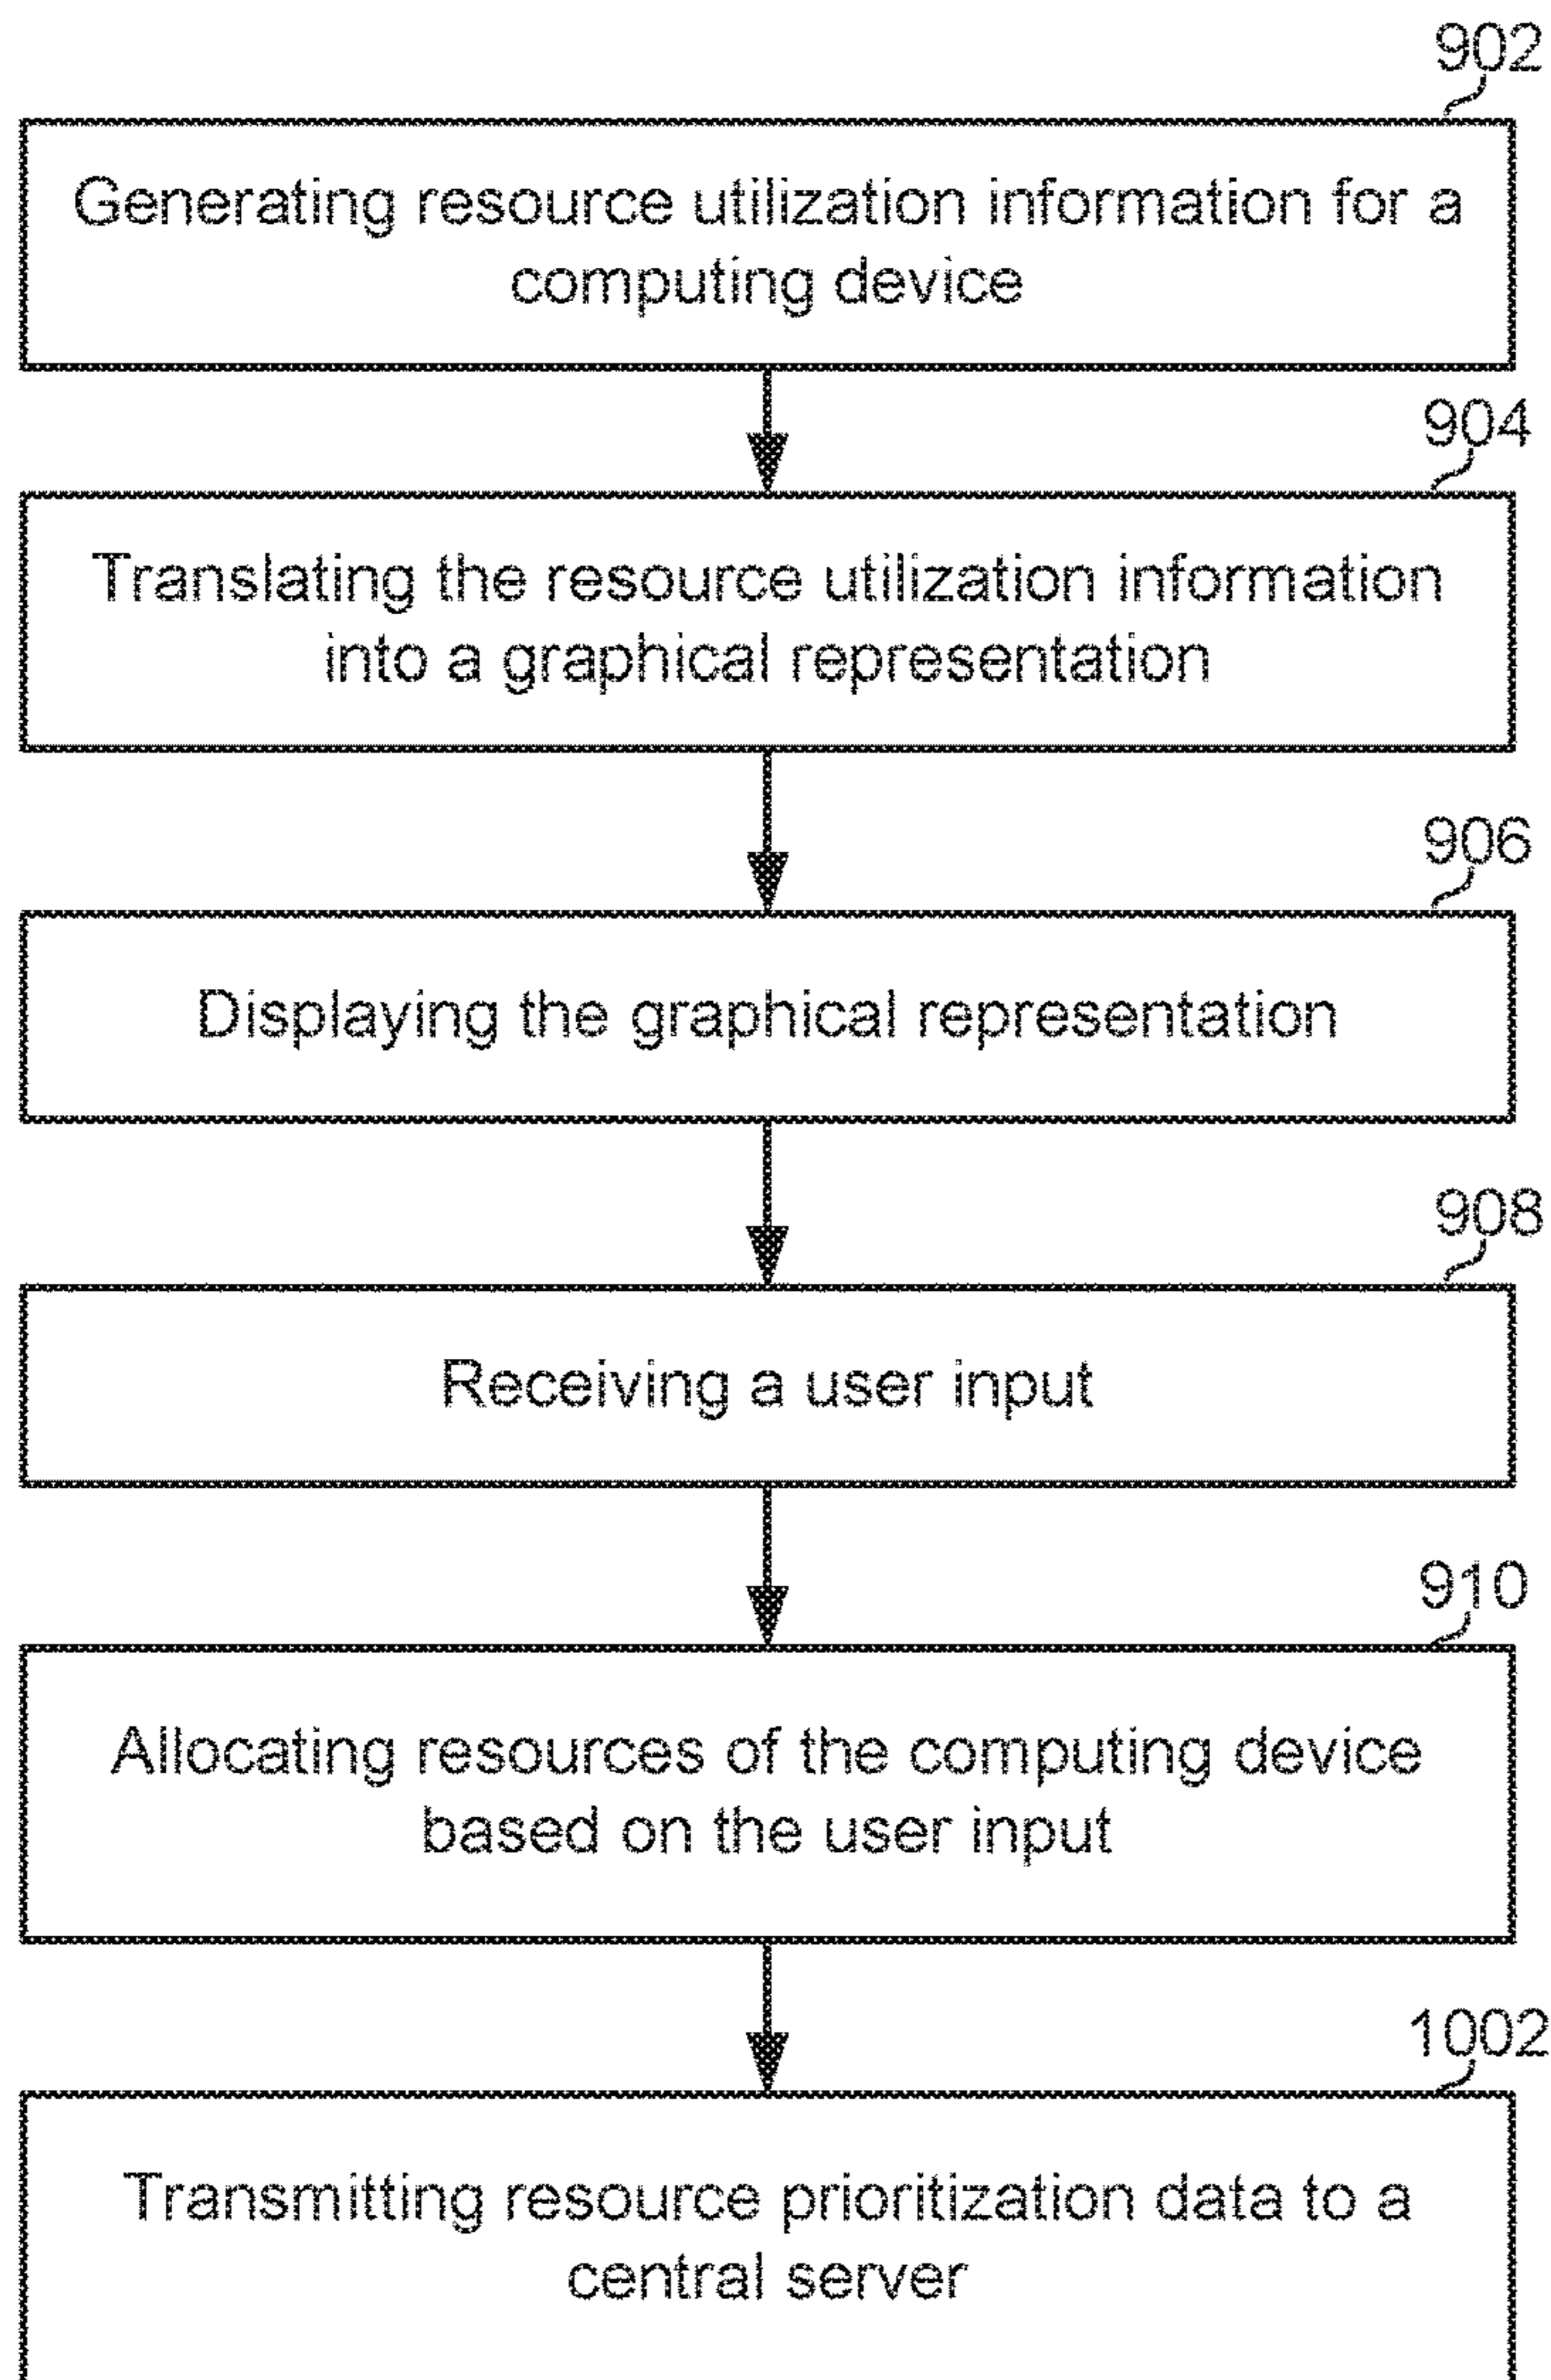 902
Generating resource utilization information for a
computing device
904
Translating the resource utilization information
into a graphical representation
906
Displaying the graphical representation
908
Receiving a user input
910
Allocating resources of the computing device
based on the user input
1002
Transmitting resource prioritization data to a
central server